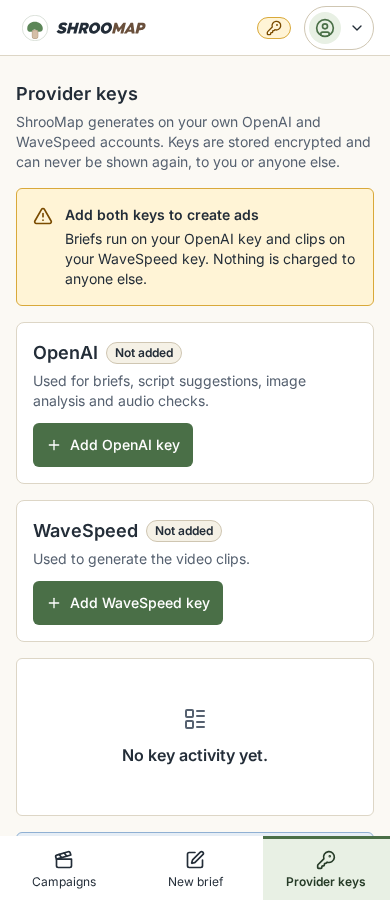 SHROOMAP
Provider keys
ShrooMap generates on your own OpenAI and
WaveSpeed accounts. Keys are stored encrypted and
can never be shown again, to you or anyone else.
Add both keys to create ads
Briefs run on your OpenAI key and clips on
your WaveSpeed key. Nothing is charged to
anyone else.
OpenAI Not added
Used for briefs, script suggestions, image
analysis and audio checks.
+ Add OpenAI key
WaveSpeed Not added
Used to generate the video clips.
+ Add WaveSpeed key
No key activity yet.
Campaigns New brief Provider keys